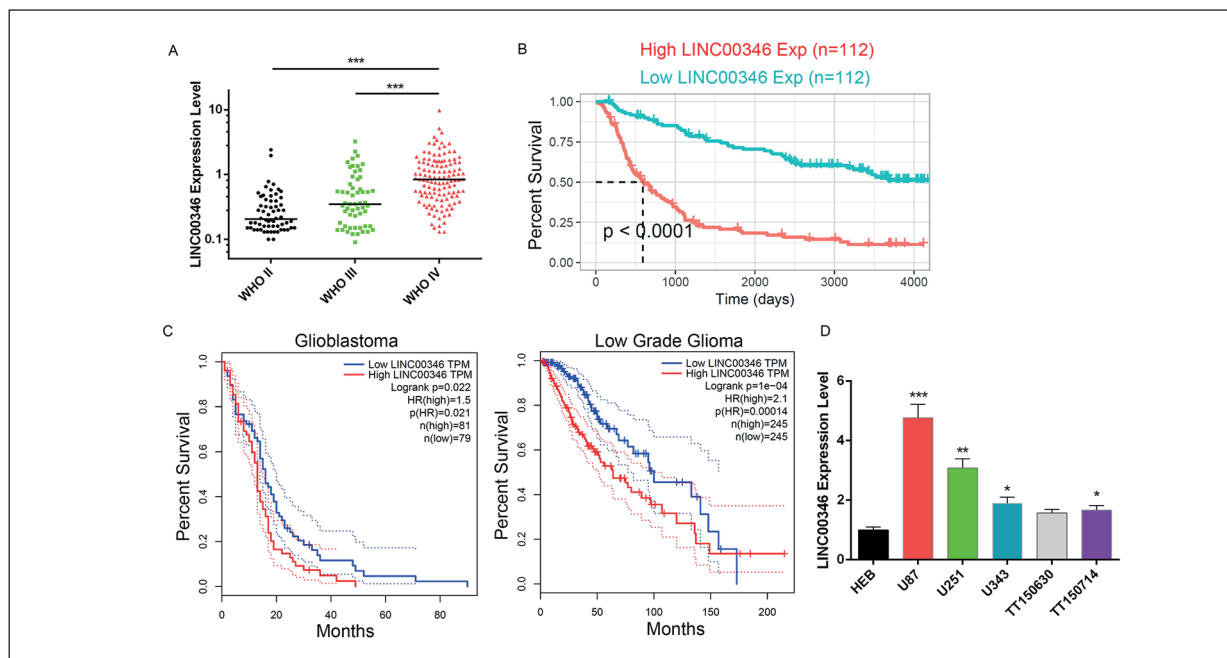 A
***
***
LINC00346 Expression Level
10
1
0.1
WHO II
WHO III
WHO IV
B
High LINC00346 Exp (n=112)
Low LINC00346 Exp (n=112)
Percent Survival
1.00
0.75
0.50
0.25
0.00
p < 0.0001
0
1000
2000
3000
4000
Time (days)
C
Glioblastoma
Low LINC00346 TPM
High LINC00346 TPM
Logrank p=0.022
HR(high)=1.5
p(HR)=0.021
n(high)=81
n(low)=79
Percent Survival
1.0
0.8
0.6
0.4
0.2
0.0
0
20
40
60
80
Months
Low Grade Glioma
Low LINC00346 TPM
High LINC00346 TPM
Logrank p=1e−04
HR(high)=2.1
p(HR)=0.00014
n(high)=245
n(low)=245
Percent Survival
1.0
0.8
0.6
0.4
0.2
0.0
0
50
100
150
200
Months
D
LINC00346 Expression Level
6
4
2
0
***
**
*
*
HEB
U87
U251
U343
TT150630
TT150714